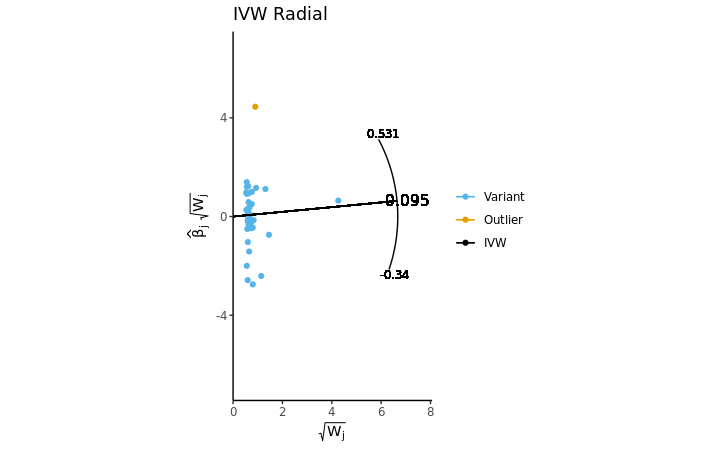 IVW Radial
4
0
-4
β̂j √Wj
0.531
0.095
-0.34
0 2 4 6 8
√Wj
Variant
Outlier
IVW